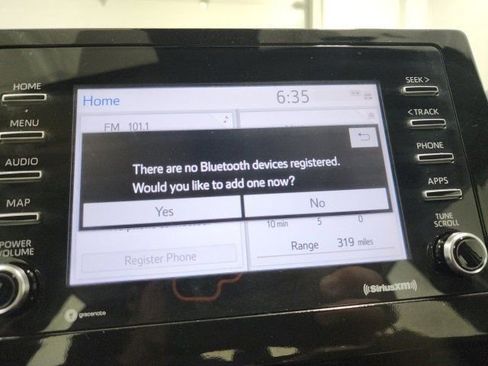 HOME
MENU
AUDIO
MAP
POWER
VOLUME
Home
6:35
FM 101.1
There are no Bluetooth devices registered.
Would you like to add one now?
Yes
No
10 min 5 0
Range 319 miles
Register Phone
SEEK >
< TRACK
PHONE
APPS
TUNE
SCROLL
gracenote
((SiriusXM))